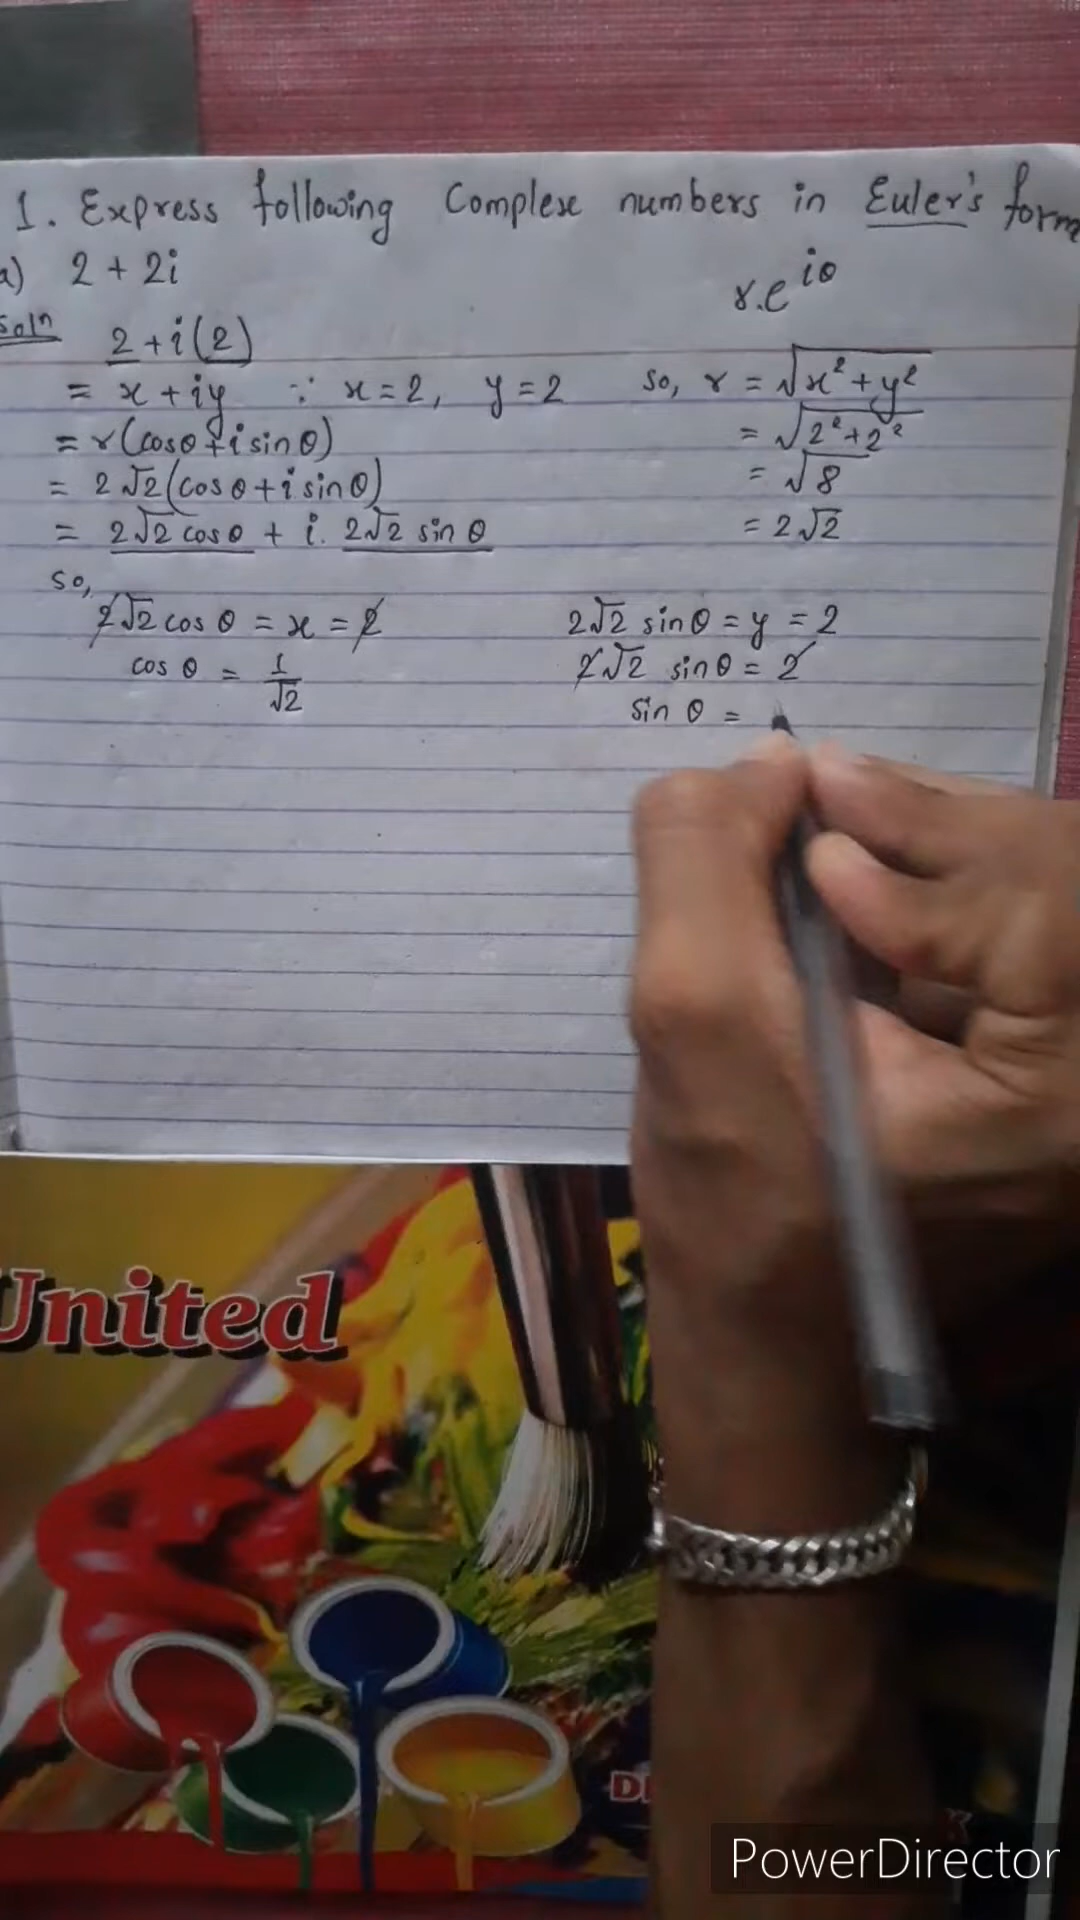 1. Express following Complex numbers in Euler's form
a) 2 + 2i
r.e^{iθ}
Soln
2 + i(2)
= x + iy ∵ x = 2, y = 2
= r(cosθ + i sinθ)
= 2√2(cosθ + i sinθ)
= 2√2 cosθ + i. 2√2 sinθ
so, r = √(x² + y²)
= √(2² + 2²)
= √8
= 2√2
so,
2√2 cosθ = x = 2
cosθ = 1/√2
2√2 sinθ = y = 2
2√2 sinθ = 2
sinθ =
United
PowerDirector